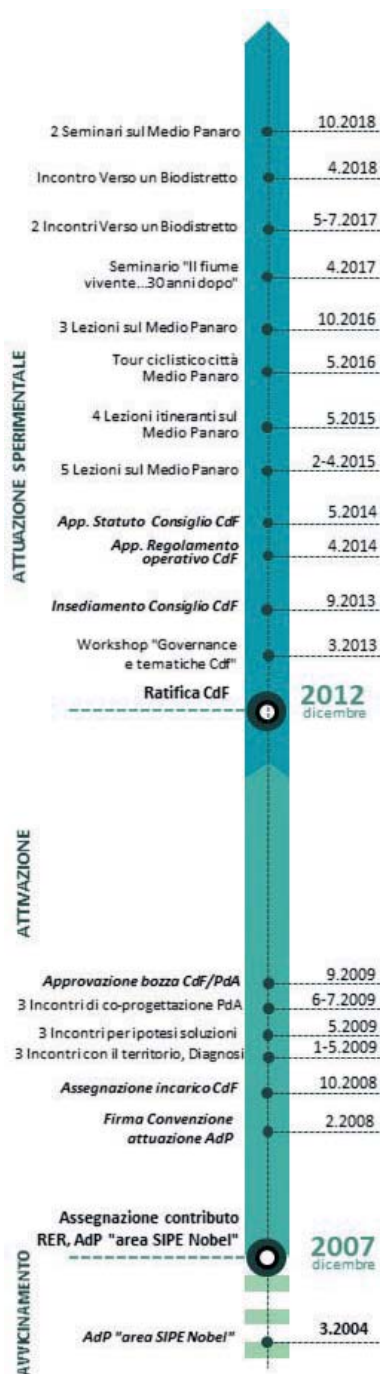 2 Seminari sul Medio Panaro
10.2018
Incontro Verso un Biodistretto
4.2018
2 Incontri Verso un Biodistretto
5-7.2017
Seminario "Il fiume
vivente...30 anni dopo"
4.2017
3 Lezioni sul Medio Panaro
10.2016
Tour ciclistico città
Medio Panaro
5.2016
4 Lezioni itineranti sul
Medio Panaro
5.2015
5 Lezioni sul Medio Panaro
2-4.2015
App. Statuto Consiglio CdF
5.2014
App. Regolamento
operativo CdF
4.2014
Insediamento Consiglio CdF
9.2013
Workshop "Governance
e tematiche Cdf"
3.2013
ATTUAZIONE SPERIMENTALE
Ratifica CdF
2012
dicembre
ATTIVAZIONE
Approvazione bozza CdF/PdA
9.2009
3 Incontri di co-progettazione PdA
6-7.2009
3 Incontri per ipotesi soluzioni
5.2009
3 Incontri con il territorio, Diagnosi
1-5.2009
Assegnazione incarico CdF
10.2008
Firma Convenzione
attuazione AdP
2.2008
Assegnazione contributo
RER, AdP "area SIPE Nobel"
2007
dicembre
AVVICINAMENTO
AdP "area SIPE Nobel"
3.2004